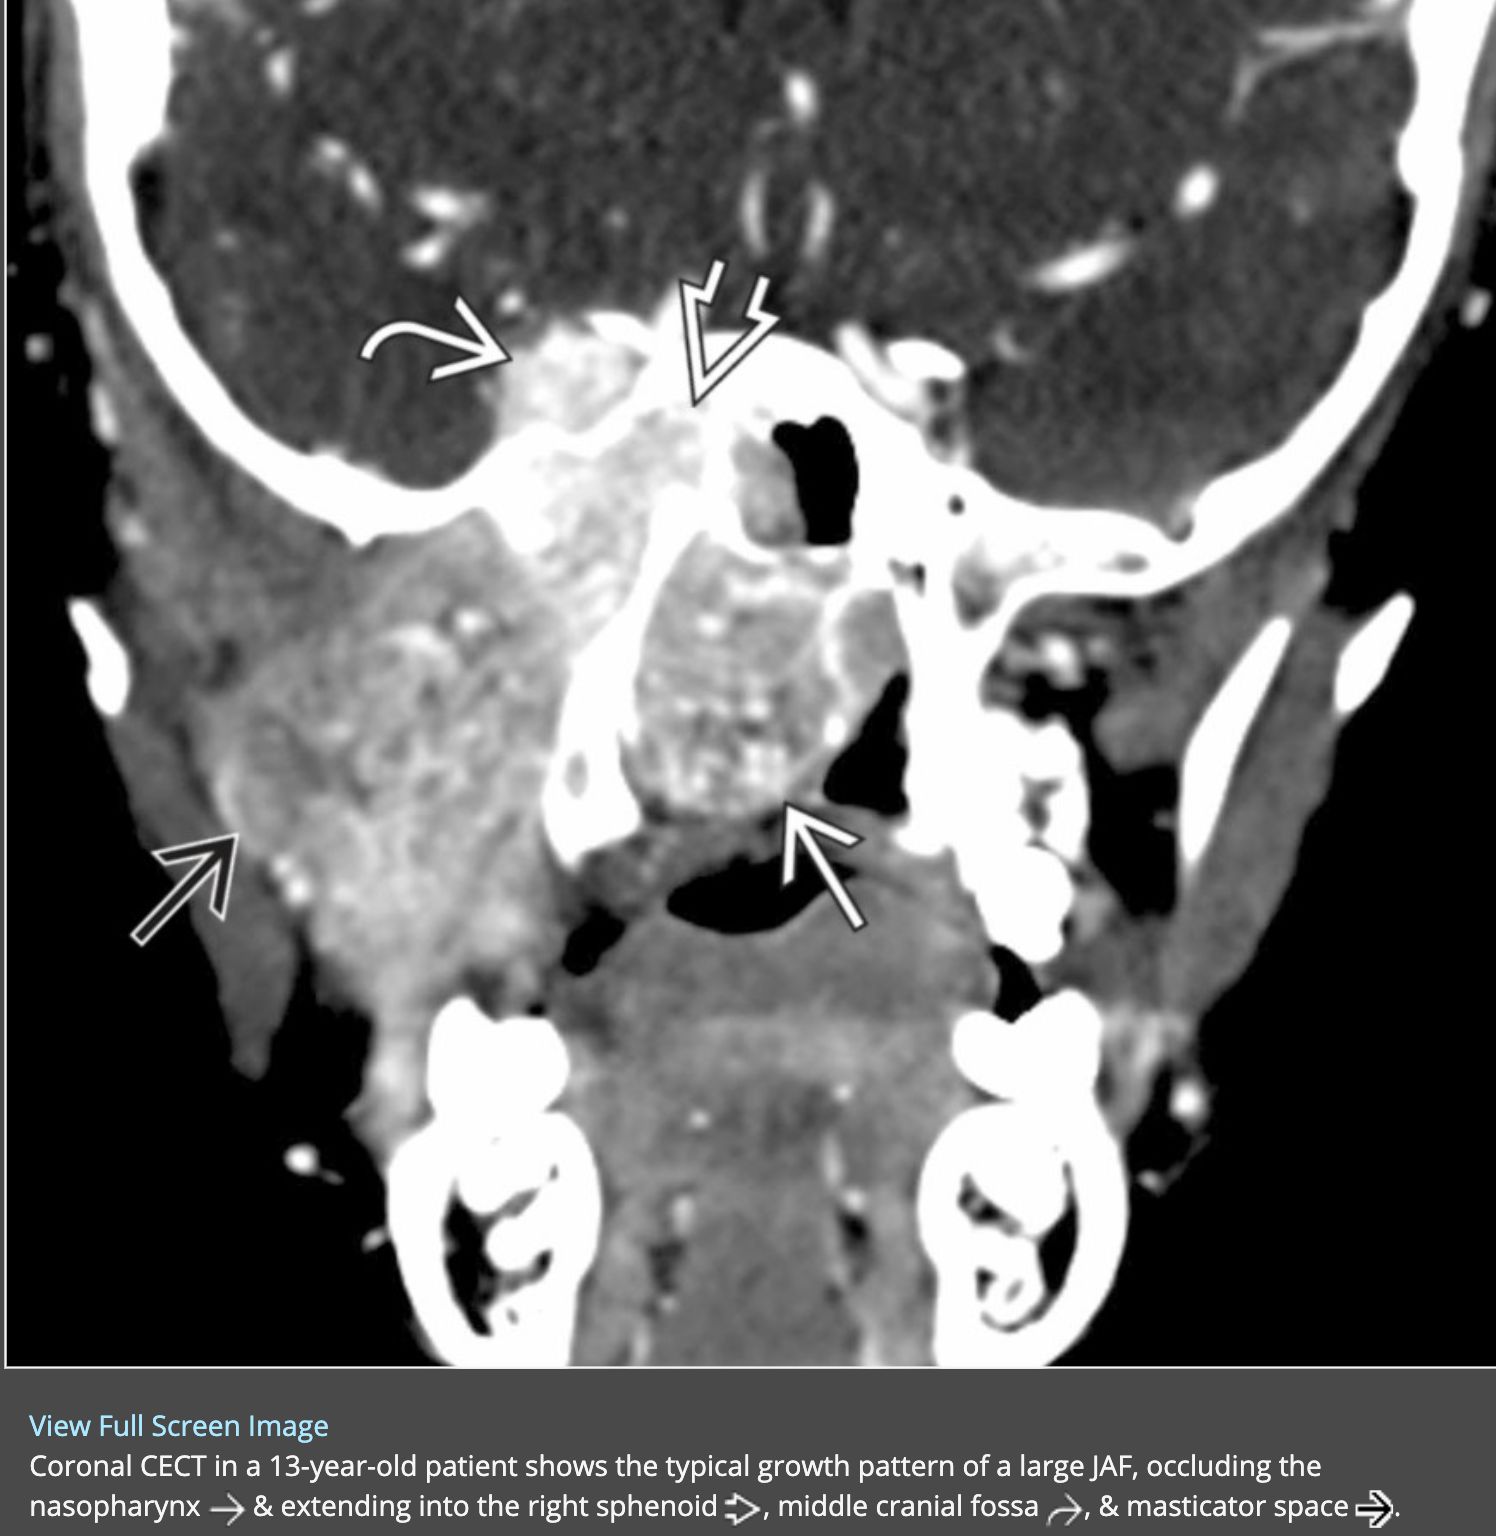 View Full Screen Image
Coronal CECT in a 13-year-old patient shows the typical growth pattern of a large JAF, occluding the
nasopharynx → & extending into the right sphenoid ⇨, middle cranial fossa ↷, & masticator space ➔.